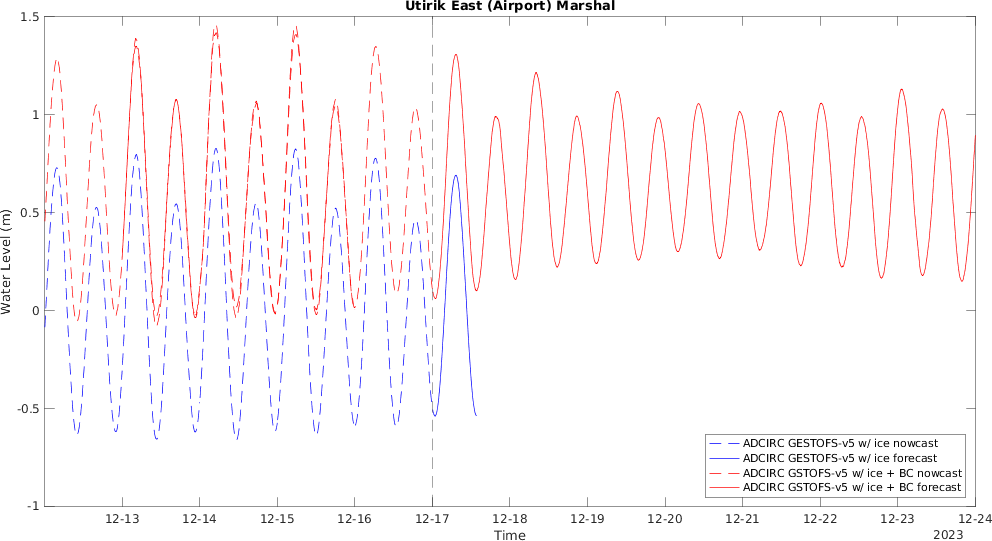 Utirik East (Airport) Marshal
1.5
1
0.5
0
-0.5
-1
Water Level (m)
ADCIRC GESTOFS-v5 w/ ice nowcast
ADCIRC GESTOFS-v5 w/ ice forecast
ADCIRC GSTOFS-v5 w/ ice + BC nowcast
ADCIRC GSTOFS-v5 w/ ice + BC forecast
12-13 12-14 12-15 12-16 12-17 12-18 12-19 12-20 12-21 12-22 12-23 12-24
Time
2023